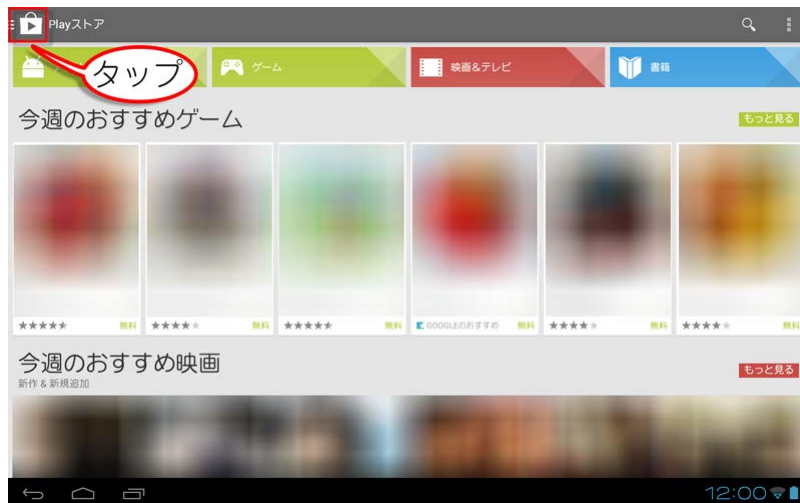 Playストア
タップ
ゲーム
映画&テレビ
書籍
今週のおすすめゲーム
もっと見る
無料
無料
無料
GOOGLEのおすすめ 無料
無料
無料
今週のおすすめ映画
もっと見る
新作 & 新規追加
12:00